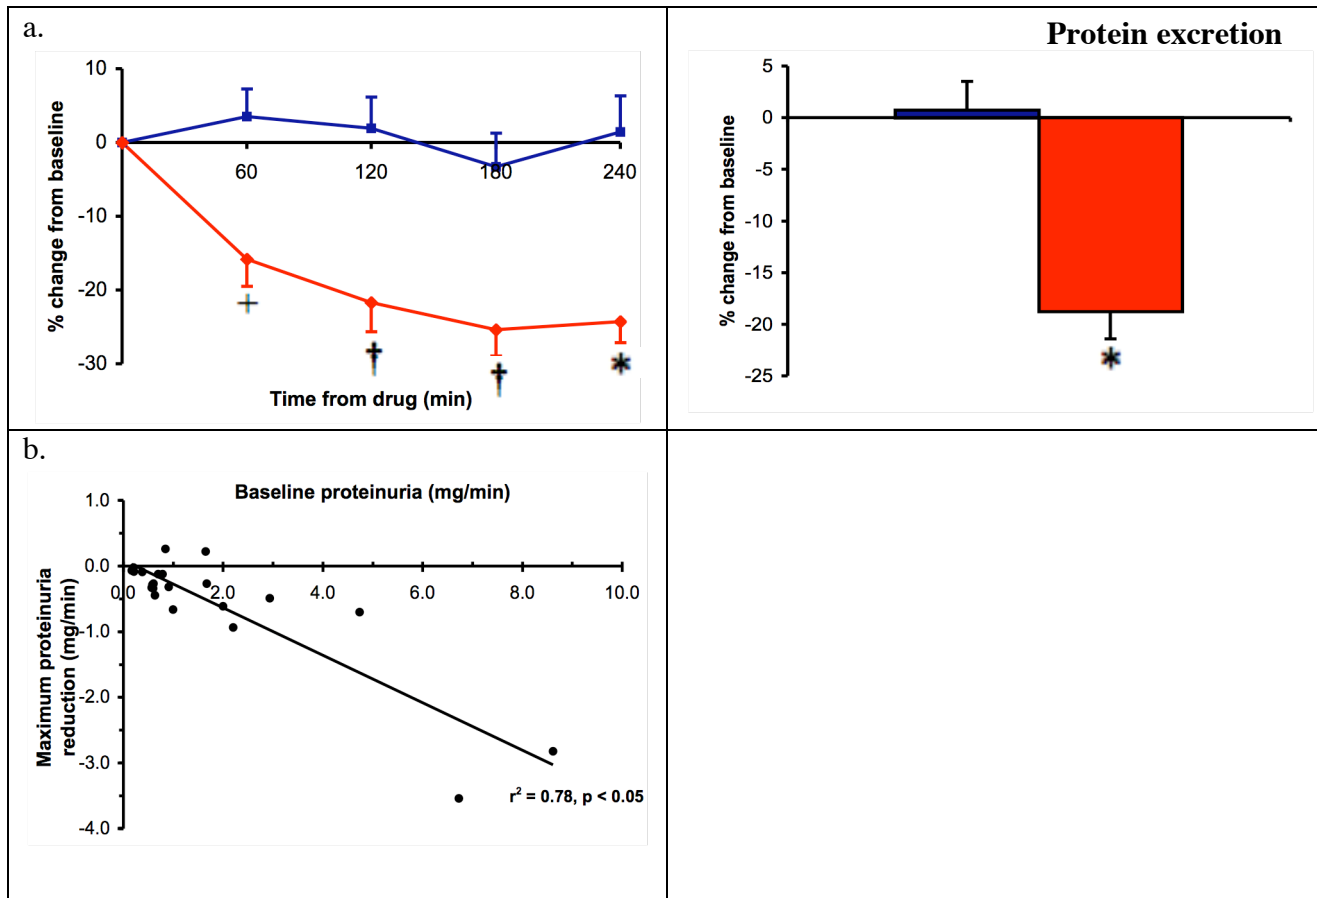 a.
10
0
-10
-20
-30
% change from baseline
60 120 180 240
+
†
†
*
Time from drug (min)
Protein excretion
5
0
-5
-10
-15
-20
-25
% change from baseline
*
b.
Baseline proteinuria (mg/min)
1.0
0.0
-1.0
-2.0
-3.0
-4.0
Maximum proteinuria
reduction (mg/min)
0.0 2.0 4.0 6.0 8.0 10.0
r² = 0.78, p < 0.05